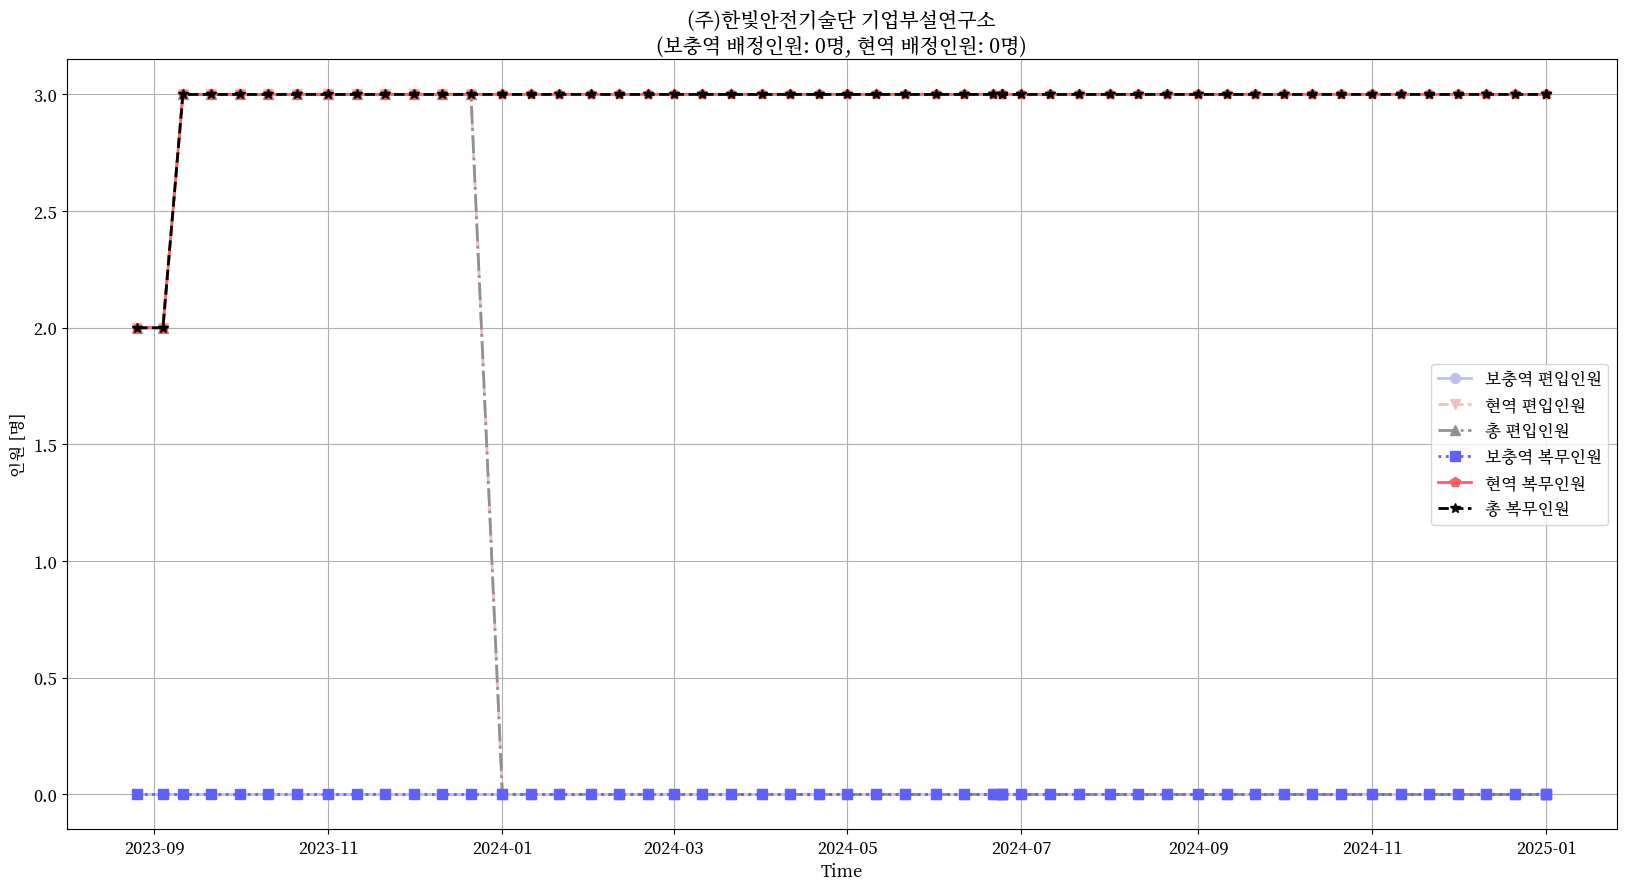 (주)한빛안전기술단 기업부설연구소
(보충역 배정인원: 0명, 현역 배정인원: 0명)
3.0
2.5
2.0
1.5
1.0
0.5
0.0
인원 [명]
보충역 편입인원
현역 편입인원
총 편입인원
보충역 복무인원
현역 복무인원
총 복무인원
2023-09
2023-11
2024-01
2024-03
2024-05
2024-07
2024-09
2024-11
2025-01
Time